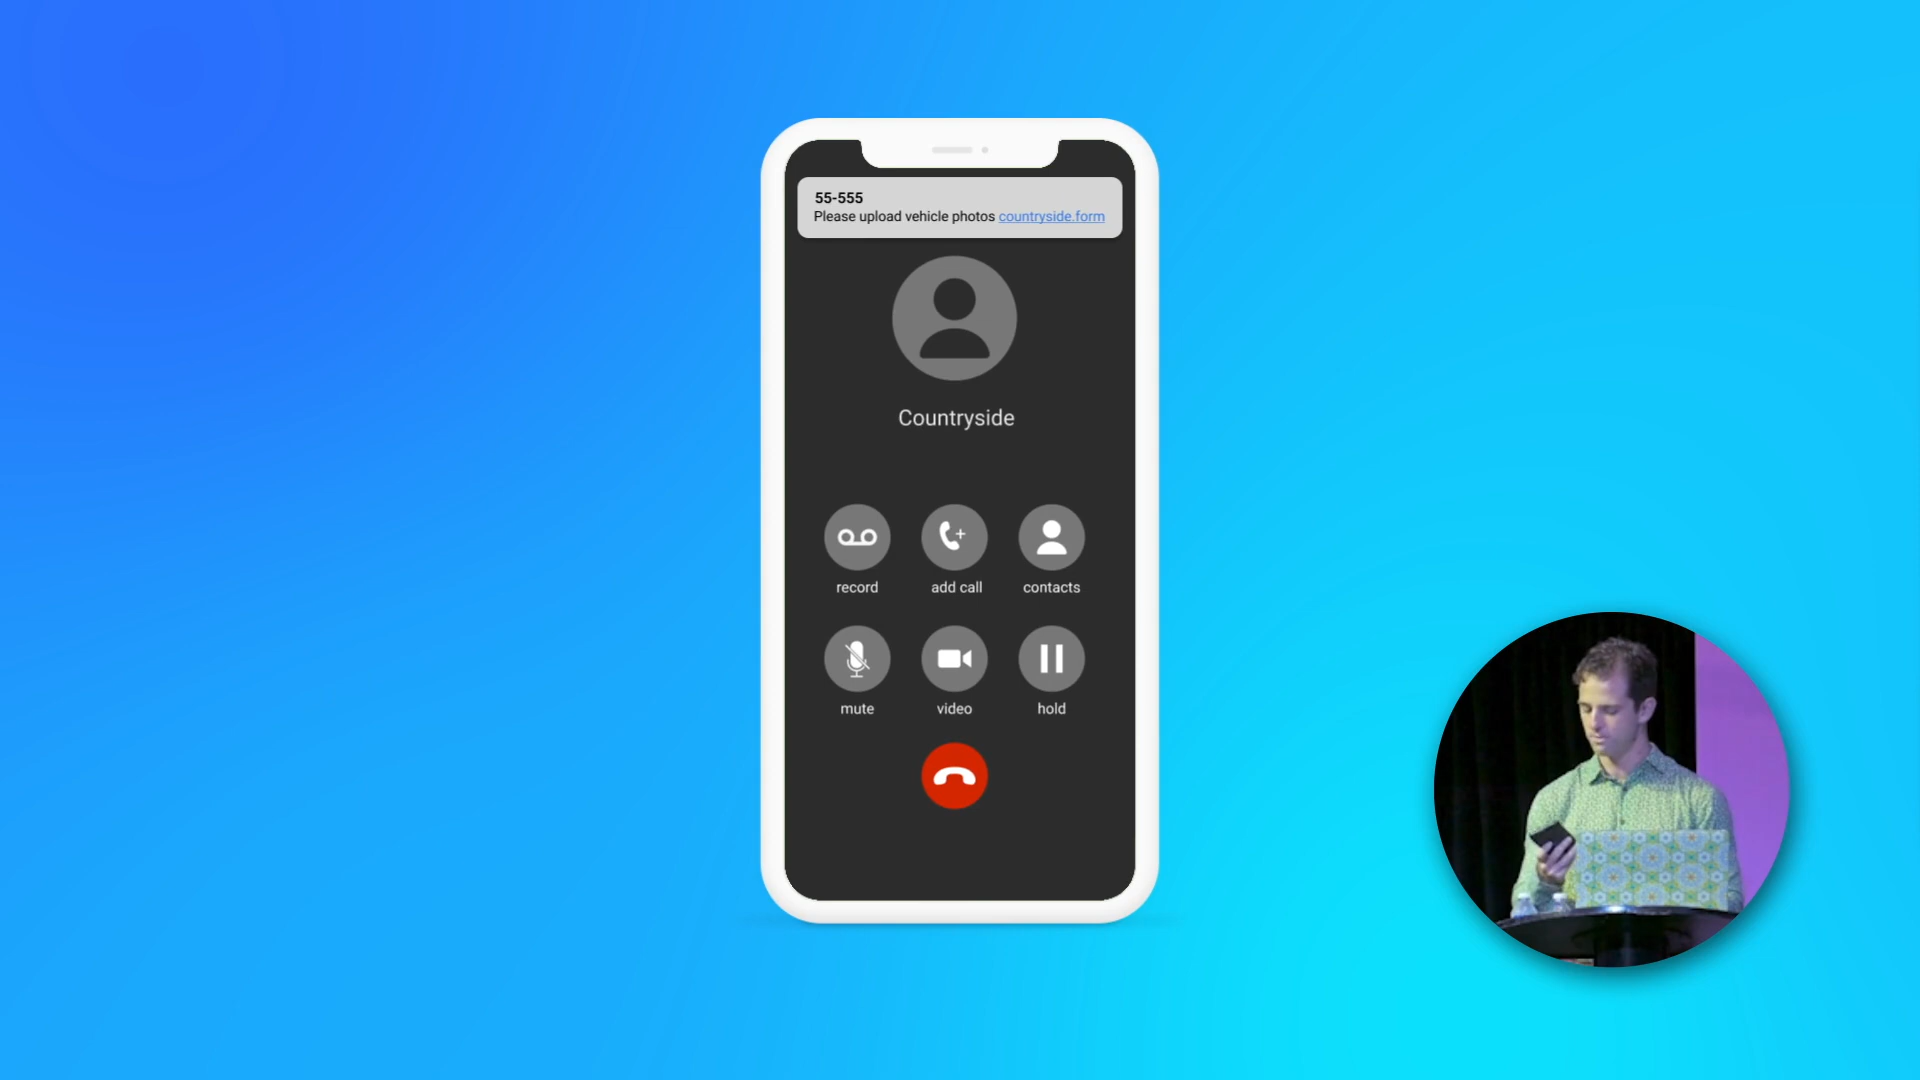 55-555
Please upload vehicle photos countryside.form
Countryside
record
add call
contacts
mute
video
hold